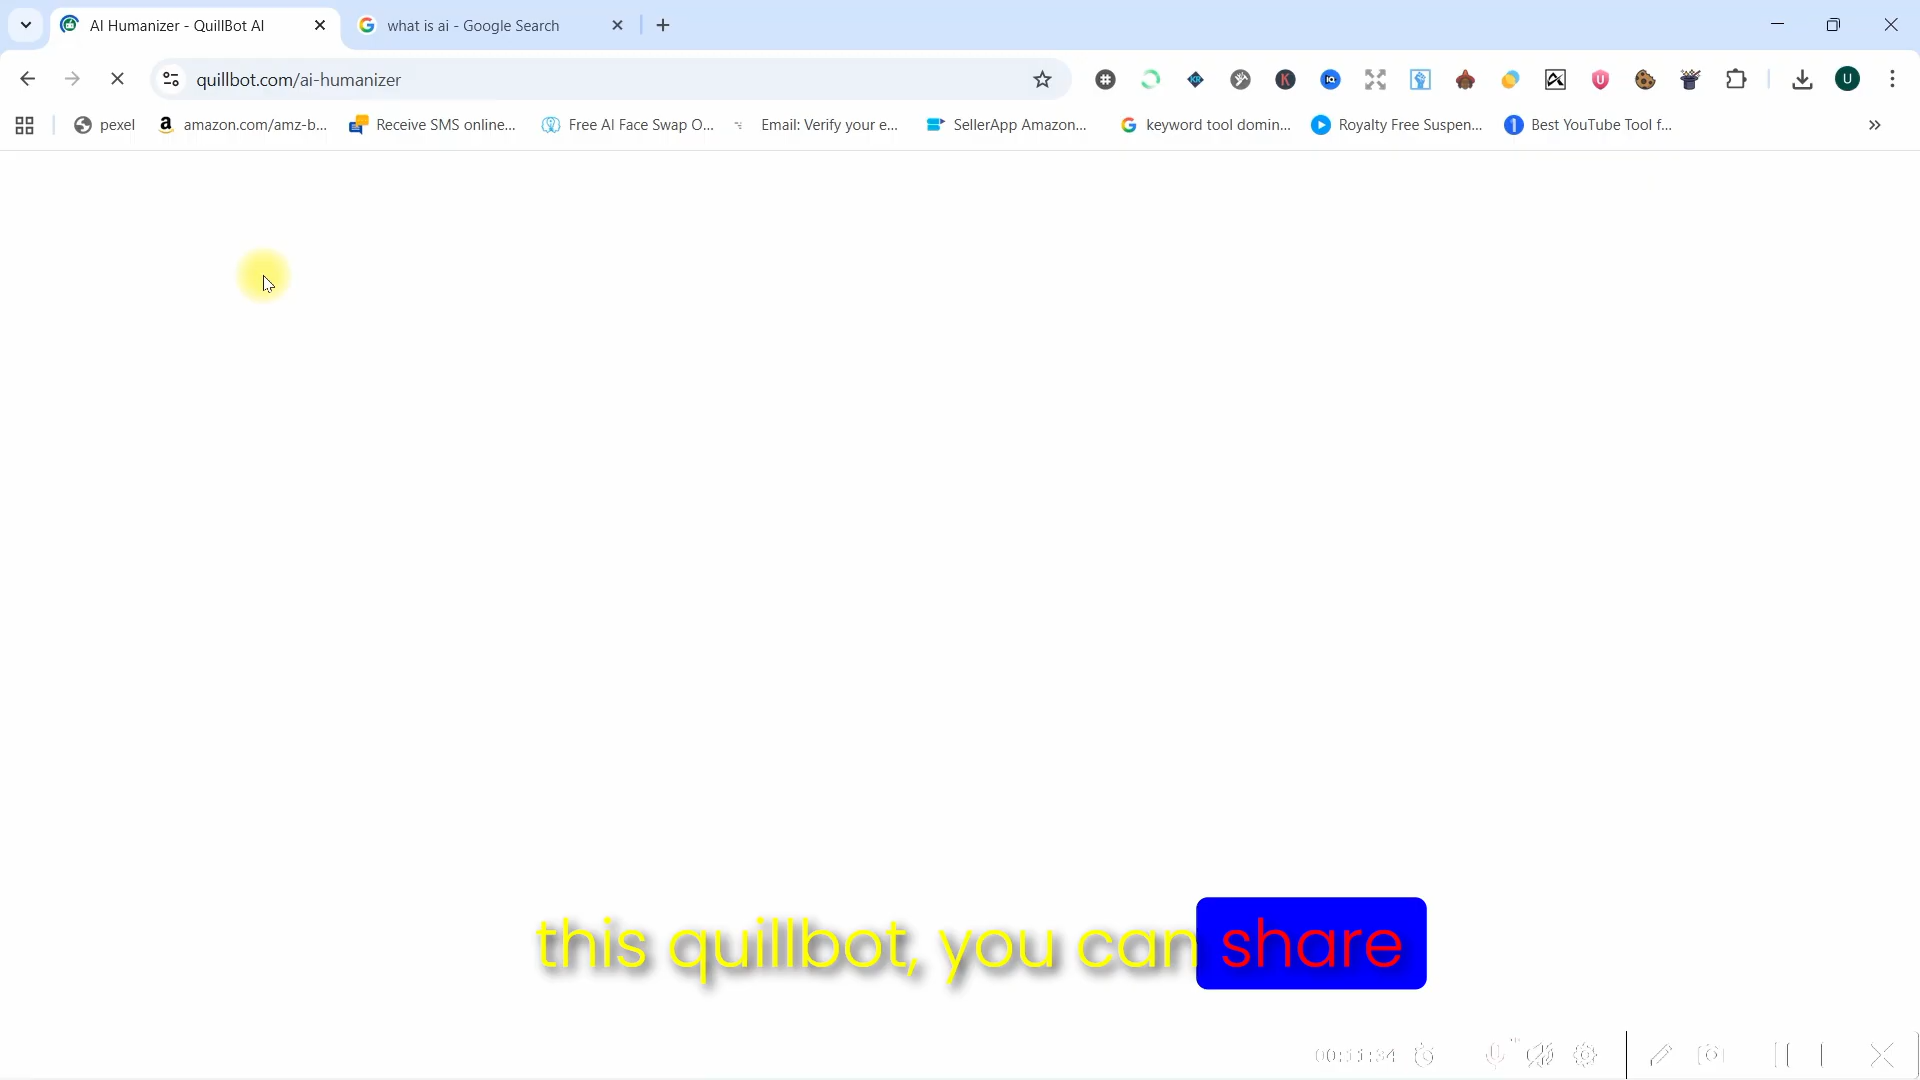 AI Humanizer - QuillBot AI
what is ai - Google Search
quillbot.com/ai-humanizer
U
pexel
amazon.com/amz-b...
Receive SMS online...
Free AI Face Swap O...
Email: Verify your e...
SellerApp Amazon...
keyword tool domin...
Royalty Free Suspen...
Best YouTube Tool f...
this quillbot, you can share